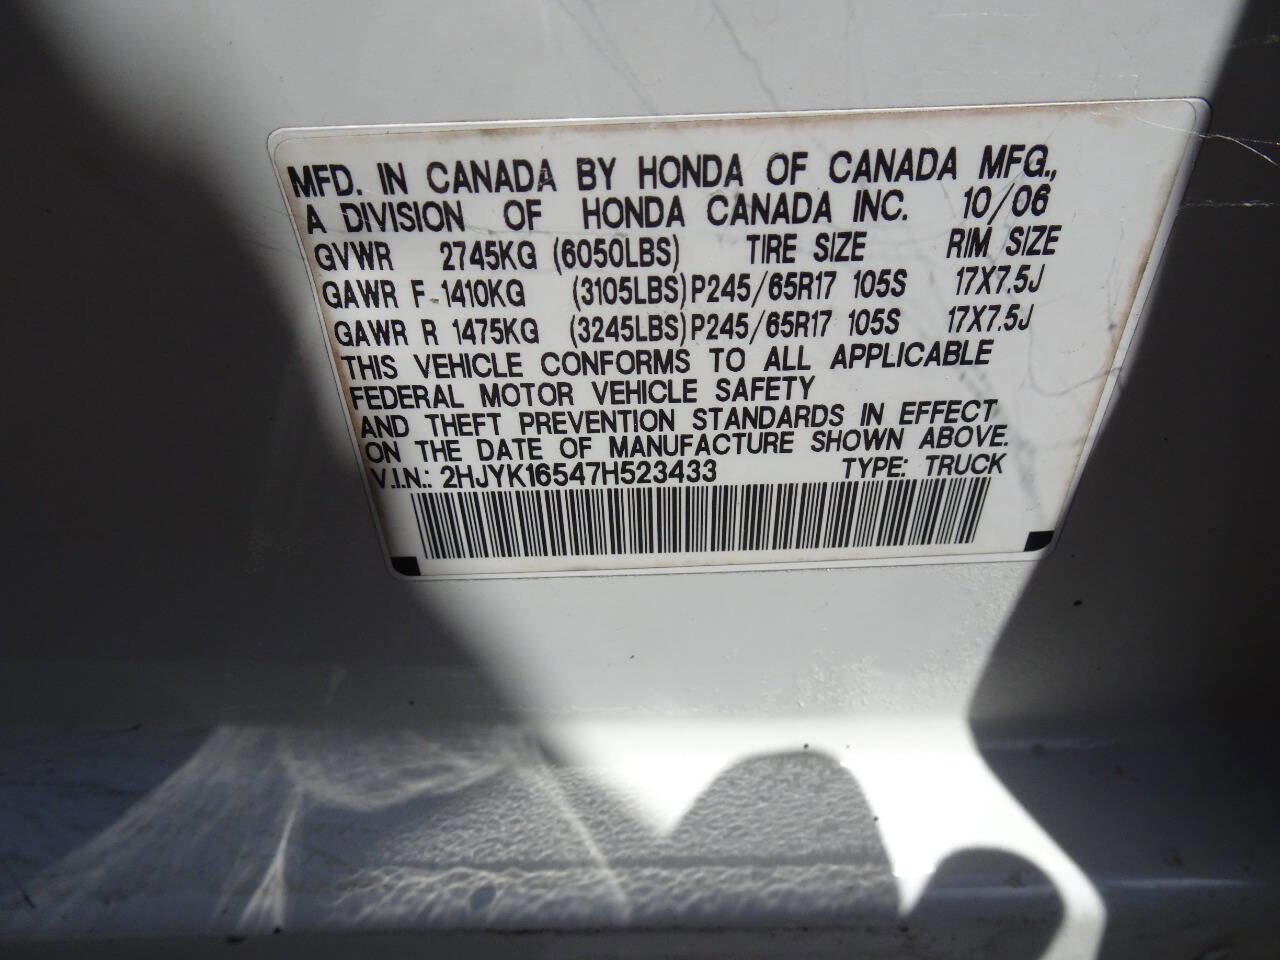 MFD. IN CANADA BY HONDA OF CANADA MFG.,
A DIVISION OF HONDA CANADA INC. 10/06
GVWR 2745KG (6050LBS) TIRE SIZE RIM SIZE
GAWR F 1410KG (3105LBS) P245/65R17 105S 17X7.5J
GAWR R 1475KG (3245LBS) P245/65R17 105S 17X7.5J
THIS VEHICLE CONFORMS TO ALL APPLICABLE
FEDERAL MOTOR VEHICLE SAFETY
AND THEFT PREVENTION STANDARDS IN EFFECT
ON THE DATE OF MANUFACTURE SHOWN ABOVE.
V.I.N.: 2HJYK16547H523433 TYPE: TRUCK